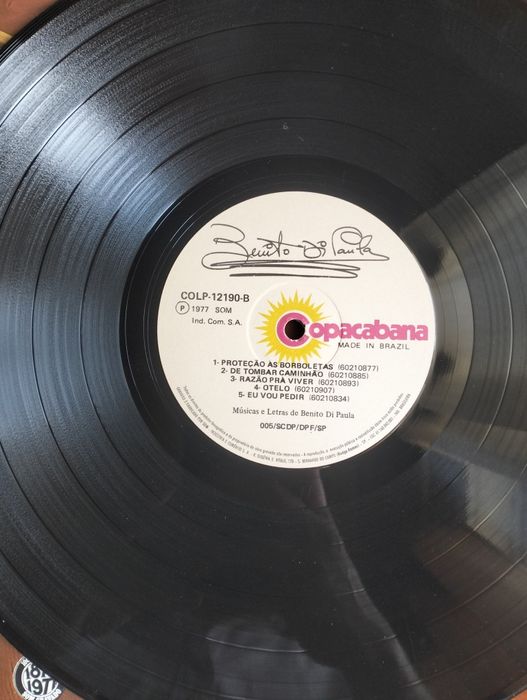 Benito Di Paula
COLP-12190-B
P 1977 SOM
Ind. Com. S.A.
Copacabana
MADE IN BRAZIL
1- PROTEÇÃO ÀS BORBOLETAS (60210877)
2- DE TOMBAR CAMINHÃO (60210885)
3- RAZÃO PRÁ VIVER (60210893)
4- OTELO (60210907)
5- EU VOU PEDIR (60210834)
Músicas e Letras de Benito Di Paula
005/SCDP/DPF/SP